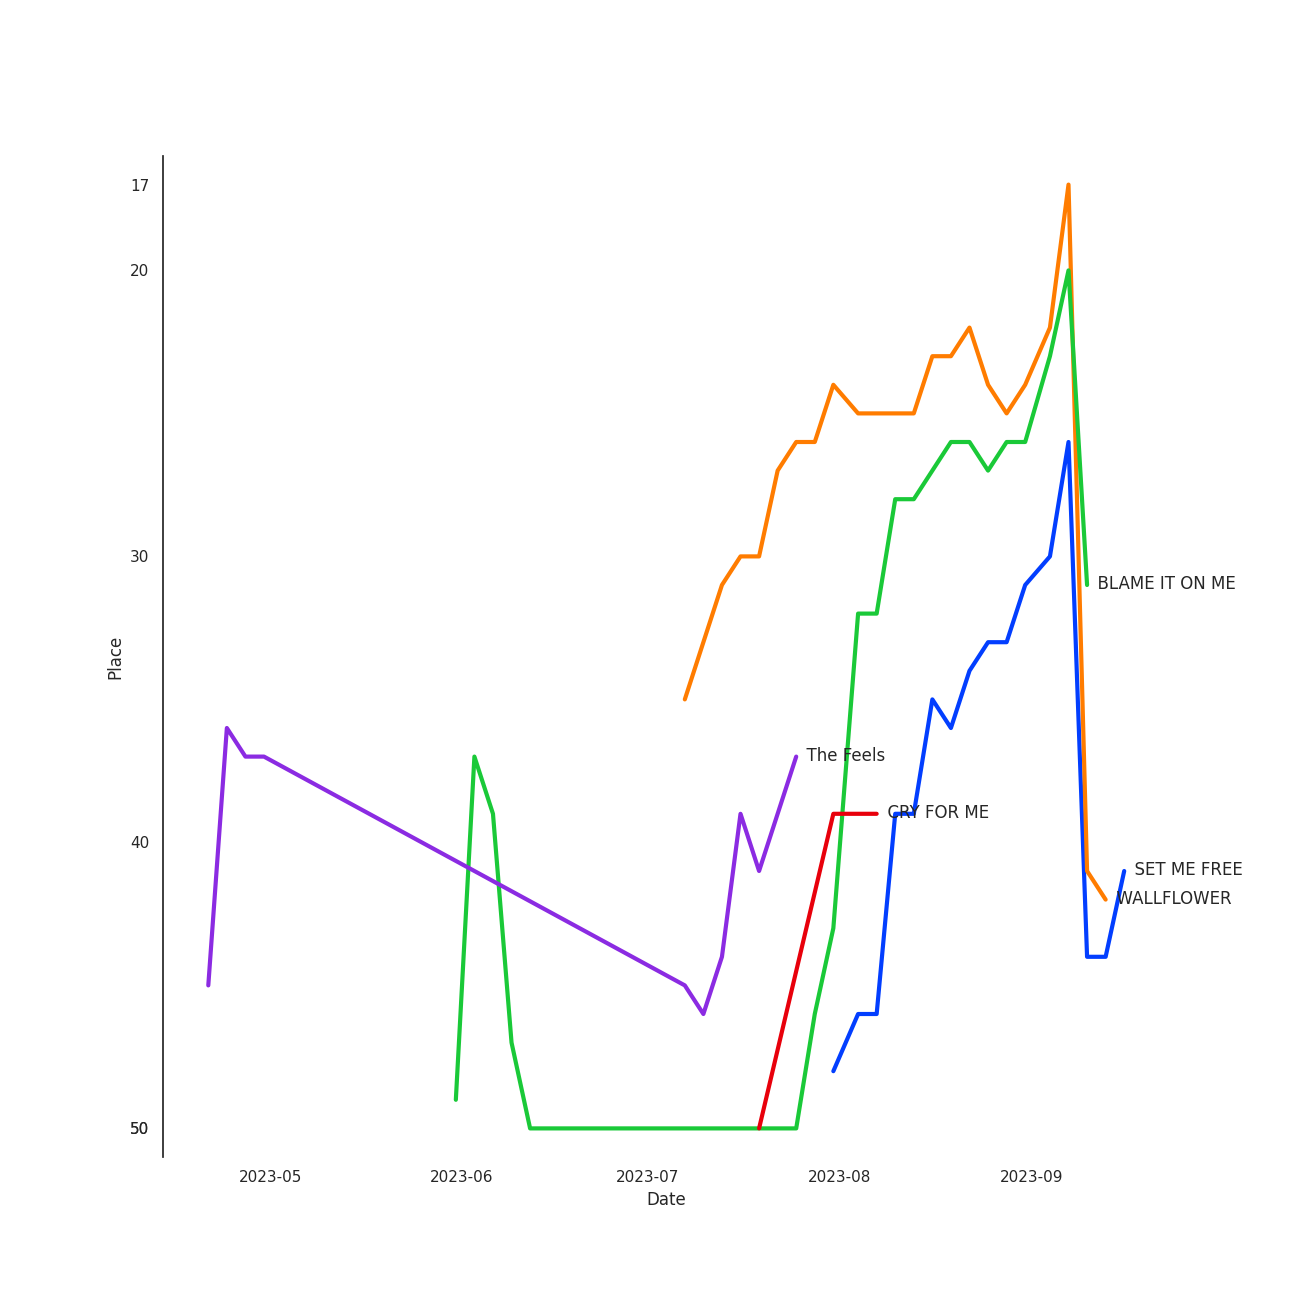 17
20
30
40
50
Place
2023-05
2023-06
2023-07
2023-08
2023-09
Date
BLAME IT ON ME
The Feels
CRY FOR ME
SET ME FREE
WALLFLOWER